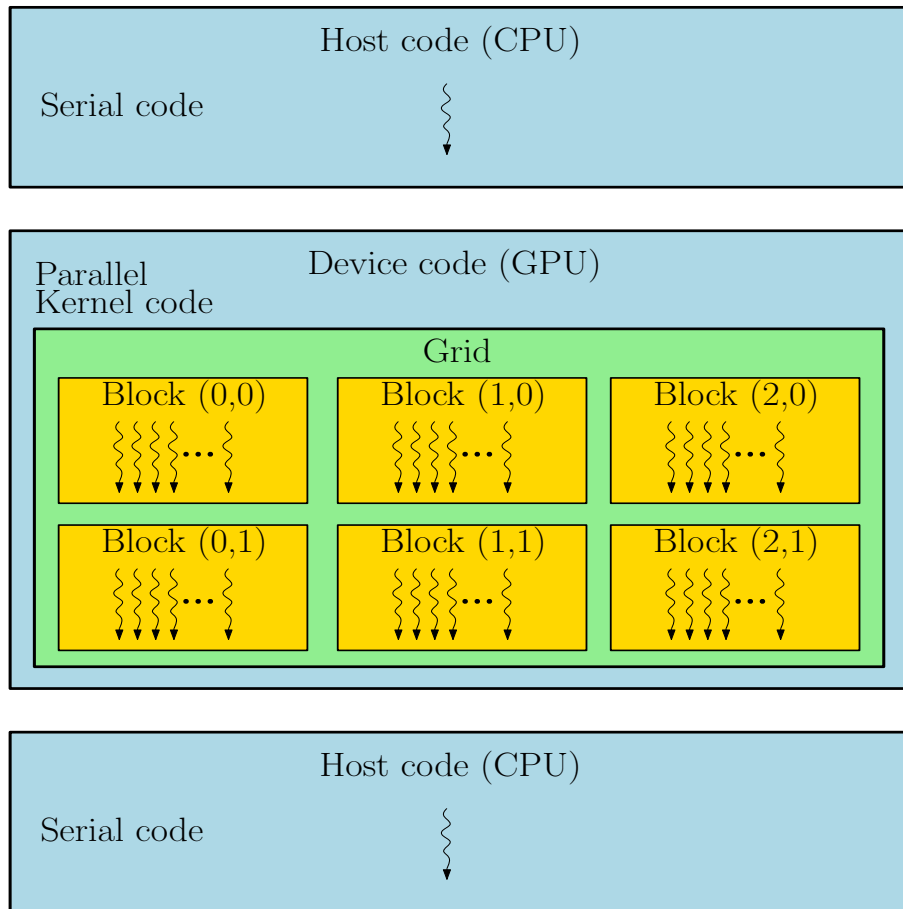 Host code (CPU)
Serial code
Device code (GPU)
Parallel
Kernel code
Grid
Block (0,0)
Block (1,0)
Block (2,0)
Block (0,1)
Block (1,1)
Block (2,1)
Host code (CPU)
Serial code